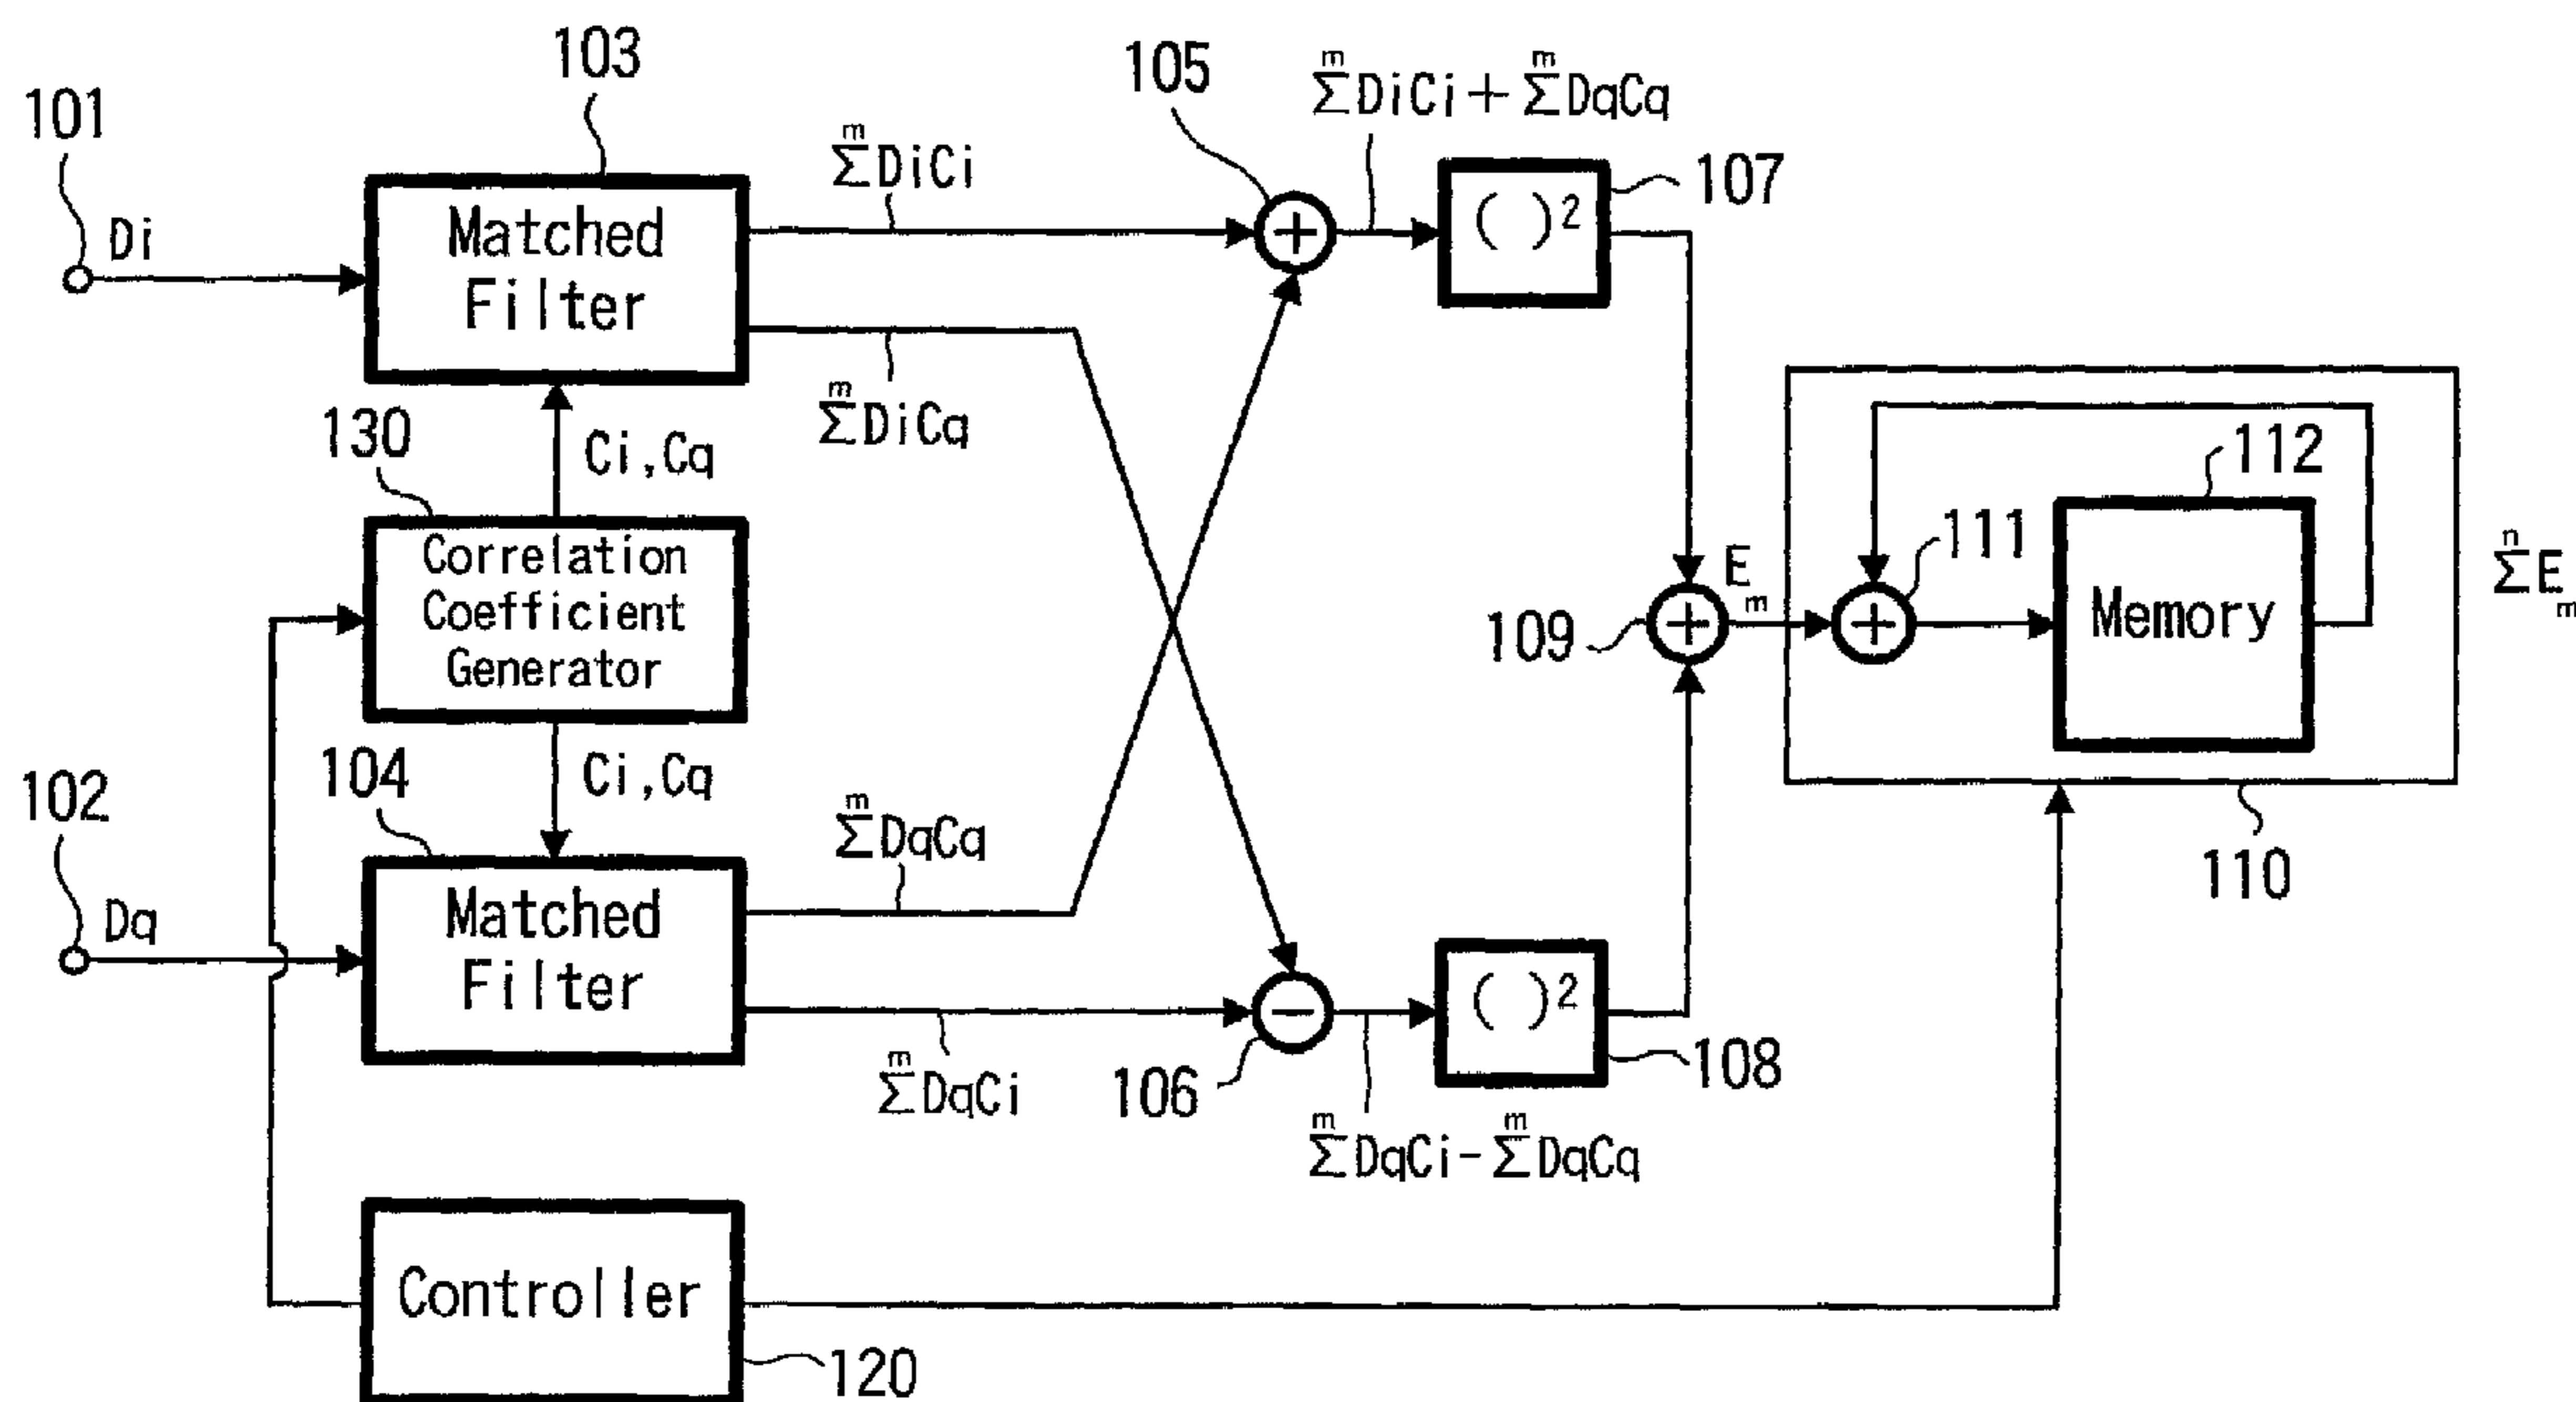 103
105
m m
ΣDiCi+ΣDqCq
101
m
ΣDiCi
107
Di
Matched
Filter
+
( )²
m
ΣDiCq
130
Ci,Cq
112
Correlation
Coefficient
Generator
111
E
m
n
ΣE
m
109
+
+
Memory
104
Ci,Cq
102
m
ΣDqCq
110
Dq
Matched
Filter
-
( )²
m
ΣDqCi
106
108
m m
ΣDqCi-ΣDqCq
Controller
120